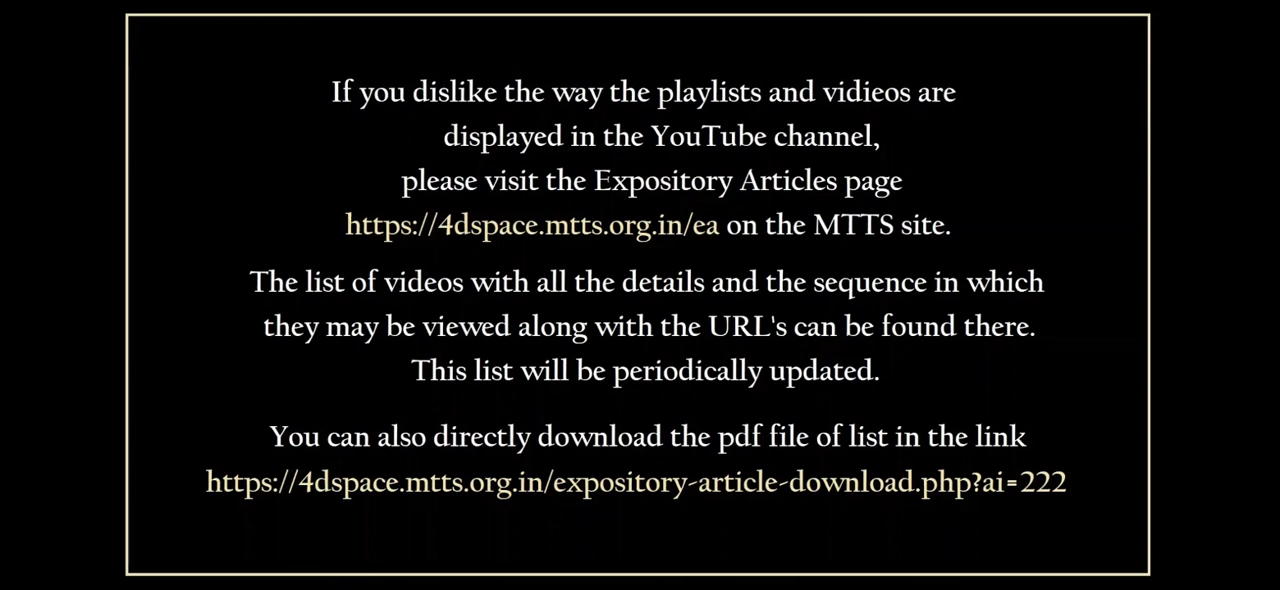 If you dislike the way the playlists and vidieos are
displayed in the YouTube channel,
please visit the Expository Articles page
https://4dspace.mtts.org.in/ea on the MTTS site.
The list of videos with all the details and the sequence in which
they may be viewed along with the URL's can be found there.
This list will be periodically updated.
You can also directly download the pdf file of list in the link
https://4dspace.mtts.org.in/expository-article-download.php?ai=222